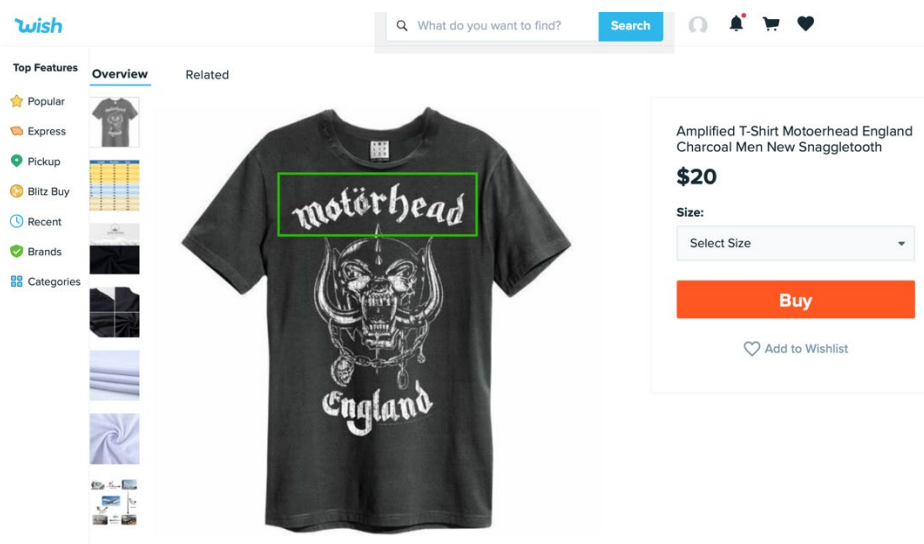 wish
What do you want to find?
Search
Top Features
Overview
Related
Popular
Express
Pickup
Blitz Buy
Recent
Brands
Categories
motörhead
England
Amplified T-Shirt Motoerhead England
Charcoal Men New Snaggletooth
$20
Size:
Select Size
Buy
Add to Wishlist